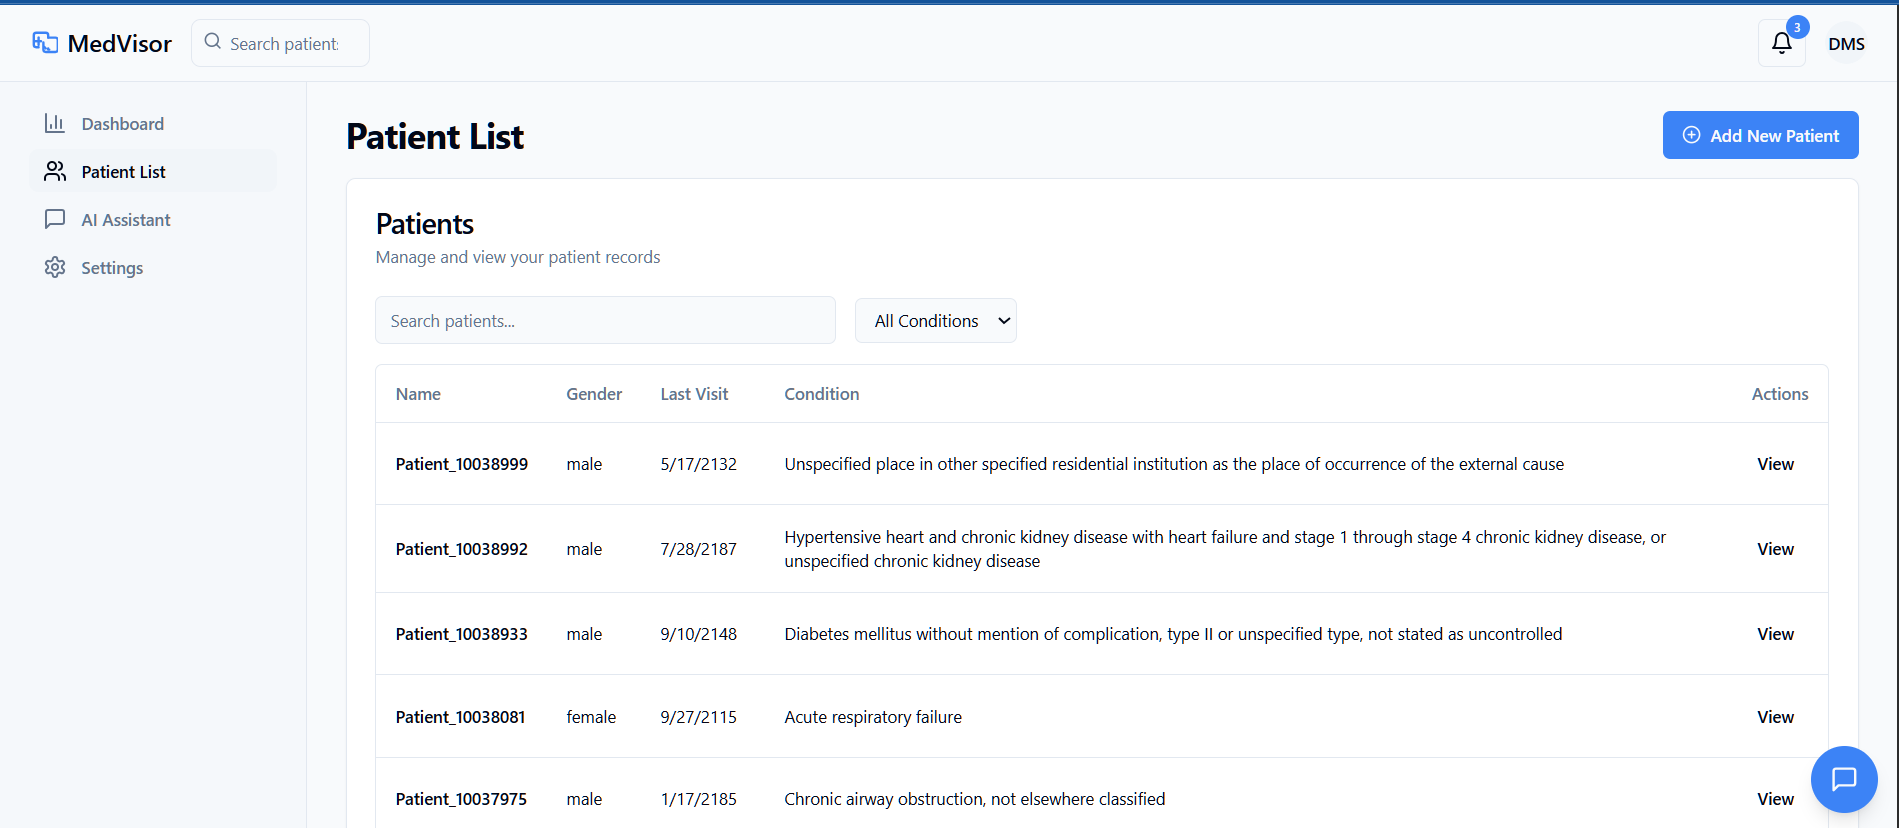 MedVisor
Search patient
3
DMS
Dashboard
Patient List
AI Assistant
Settings
Patient List
Add New Patient
Patients
Manage and view your patient records
Search patients...
All Conditions
Name Gender Last Visit Condition Actions
Patient_10038999 male 5/17/2132 Unspecified place in other specified residential institution as the place of occurrence of the external cause View
Patient_10038992 male 7/28/2187 Hypertensive heart and chronic kidney disease with heart failure and stage 1 through stage 4 chronic kidney disease, or
unspecified chronic kidney disease View
Patient_10038933 male 9/10/2148 Diabetes mellitus without mention of complication, type II or unspecified type, not stated as uncontrolled View
Patient_10038081 female 9/27/2115 Acute respiratory failure View
Patient_10037975 male 1/17/2185 Chronic airway obstruction, not elsewhere classified View